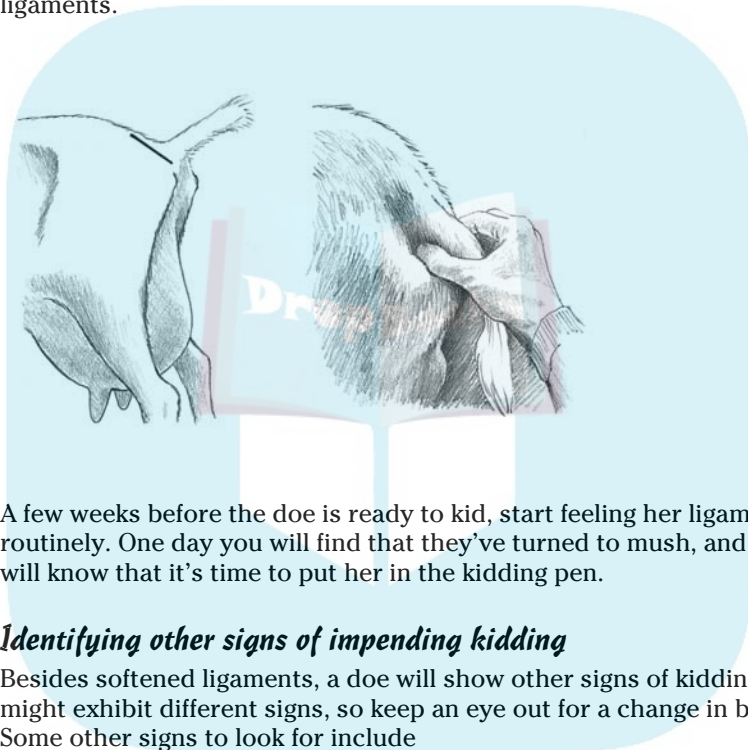 ligaments.
A few weeks before the doe is ready to kid, start feeling her ligam
routinely. One day you will find that they've turned to mush, and
will know that it's time to put her in the kidding pen.
Identifying other signs of impending kidding
Besides softened ligaments, a doe will show other signs of kiddin
might exhibit different signs, so keep an eye out for a change in b
Some other signs to look for include